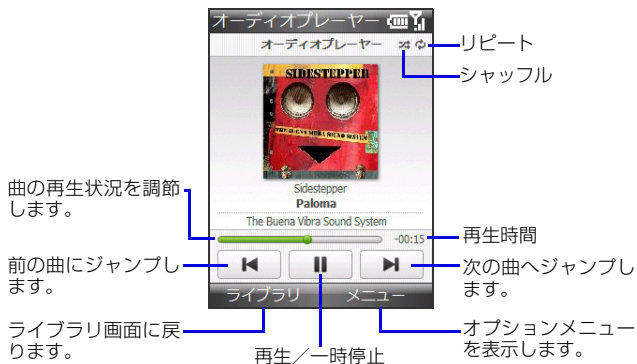 オーディオプレーヤー
オーディオプレーヤー
リピート
シャッフル
SIDESTEPPER
THE BUENA VIBRA SOUND SYSTEM
Sidestepper
Paloma
The Buena Vibra Sound System
曲の再生状況を調節
します。
-00:15
再生時間
前の曲にジャンプし
ます。
次の曲へジャンプし
ます。
ライブラリ
メニュー
ライブラリ画面に戻
ります。
再生／一時停止
オプションメニュー
を表示します。